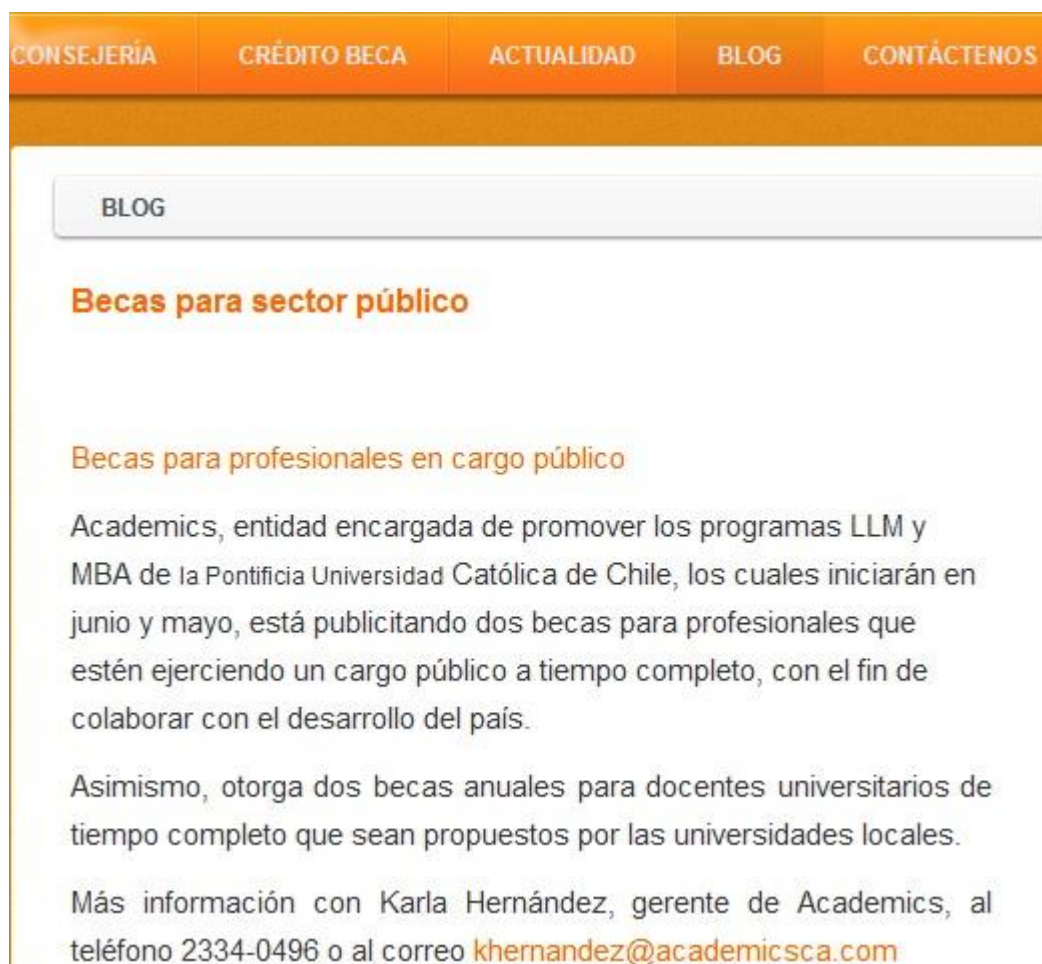 CONSEJERÍA CRÉDITO BECA ACTUALIDAD BLOG CONTÁCTENOS
BLOG
Becas para sector público
Becas para profesionales en cargo público
Academics, entidad encargada de promover los programas LLM y
MBA de la Pontificia Universidad Católica de Chile, los cuales iniciarán en
junio y mayo, está publicitando dos becas para profesionales que
estén ejerciendo un cargo público a tiempo completo, con el fin de
colaborar con el desarrollo del país.
Asimismo, otorga dos becas anuales para docentes universitarios de
tiempo completo que sean propuestos por las universidades locales.
Más información con Karla Hernández, gerente de Academics, al
teléfono 2334-0496 o al correo khernandez@academicsca.com